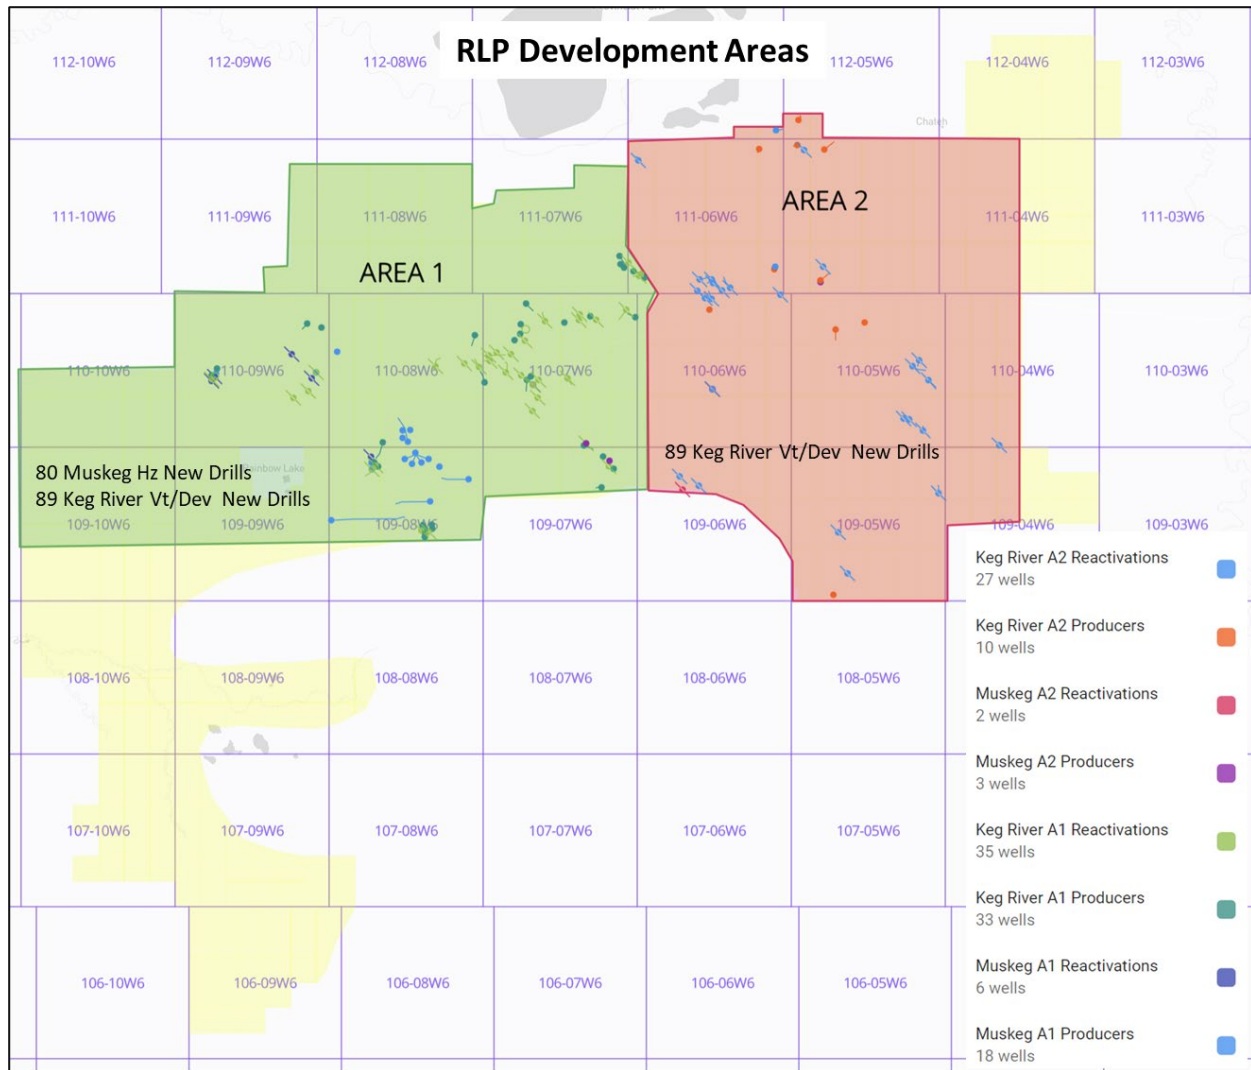 RLP Development Areas
112-10W6
112-09W6
112-08W6
112-05W6
112-04W6
112-03W6
Chateh
111-10W6
111-09W6
111-08W6
111-07W6
111-06W6
AREA 2
111-04W6
111-03W6
AREA 1
110-10W6
110-09W6
110-08W6
110-07W6
110-06W6
110-05W6
110-04W6
110-03W6
80 Muskeg Hz New Drills
Rainbow Lake
89 Keg River Vt/Dev New Drills
89 Keg River Vt/Dev New Drills
109-10W6
109-09W6
109-08W6
109-07W6
109-06W6
109-05W6
109-04W6
109-03W6
108-10W6
108-09W6
108-08W6
108-07W6
108-06W6
108-05W6
107-10W6
107-09W6
107-08W6
107-07W6
107-06W6
107-05W6
106-10W6
106-09W6
106-08W6
106-07W6
106-06W6
106-05W6
Keg River A2 Reactivations
27 wells
Keg River A2 Producers
10 wells
Muskeg A2 Reactivations
2 wells
Muskeg A2 Producers
3 wells
Keg River A1 Reactivations
35 wells
Keg River A1 Producers
33 wells
Muskeg A1 Reactivations
6 wells
Muskeg A1 Producers
18 wells